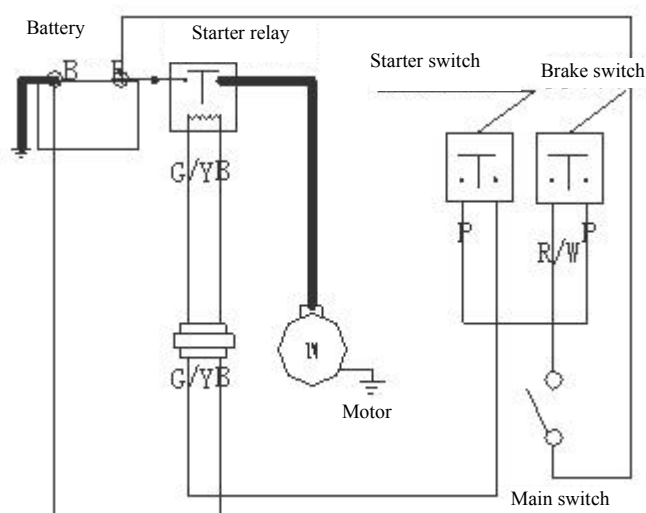 Battery
Starter relay
Starter switch
Brake switch
B
G/YB
P
R/W
P
G/YB
M
Motor
Main switch